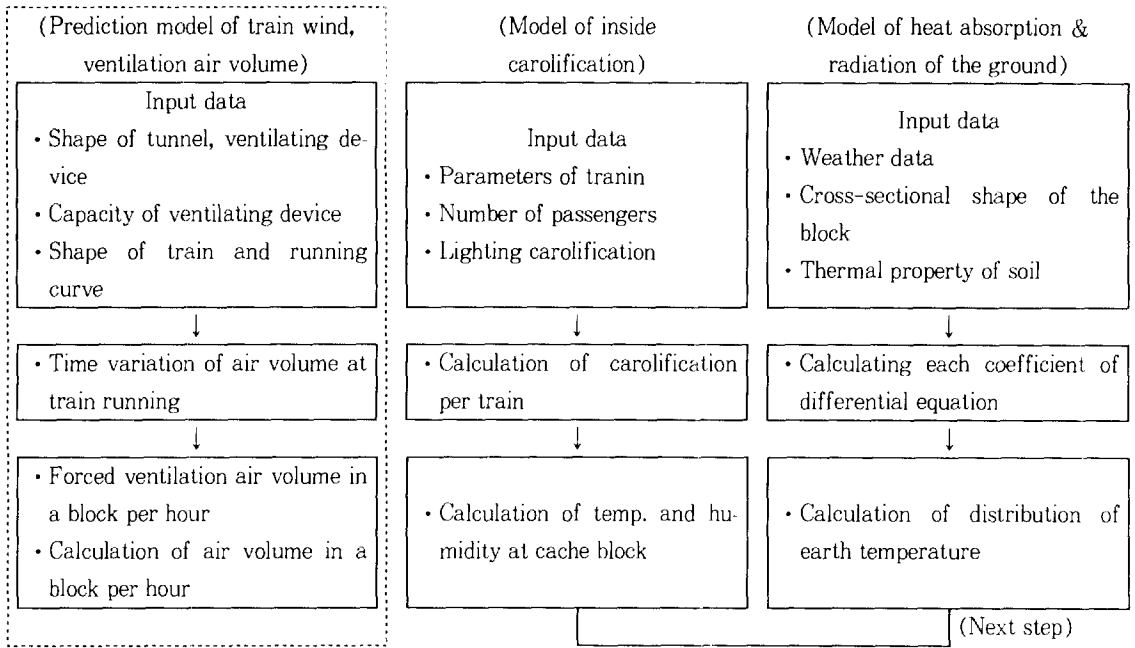 (Prediction model of train wind,
ventilation air volume)
Input data
· Shape of tunnel, ventilating de-
vice
· Capacity of ventilating device
· Shape of train and running
curve
↓
· Time variation of air volume at
train running
↓
· Forced ventilation air volume in
a block per hour
· Calculation of air volume in a
block per hour
(Model of inside
carolification)
Input data
· Parameters of tranin
· Number of passengers
· Lighting carolification
↓
· Calculation of carolification
per train
↓
· Calculation of temp. and hu-
midity at cache block
(Model of heat absorption &
radiation of the ground)
Input data
· Weather data
· Cross-sectional shape of the
block
· Thermal property of soil
↓
· Calculating each coefficient of
differential equation
↓
· Calculation of distribution of
earth temperature
(Next step)